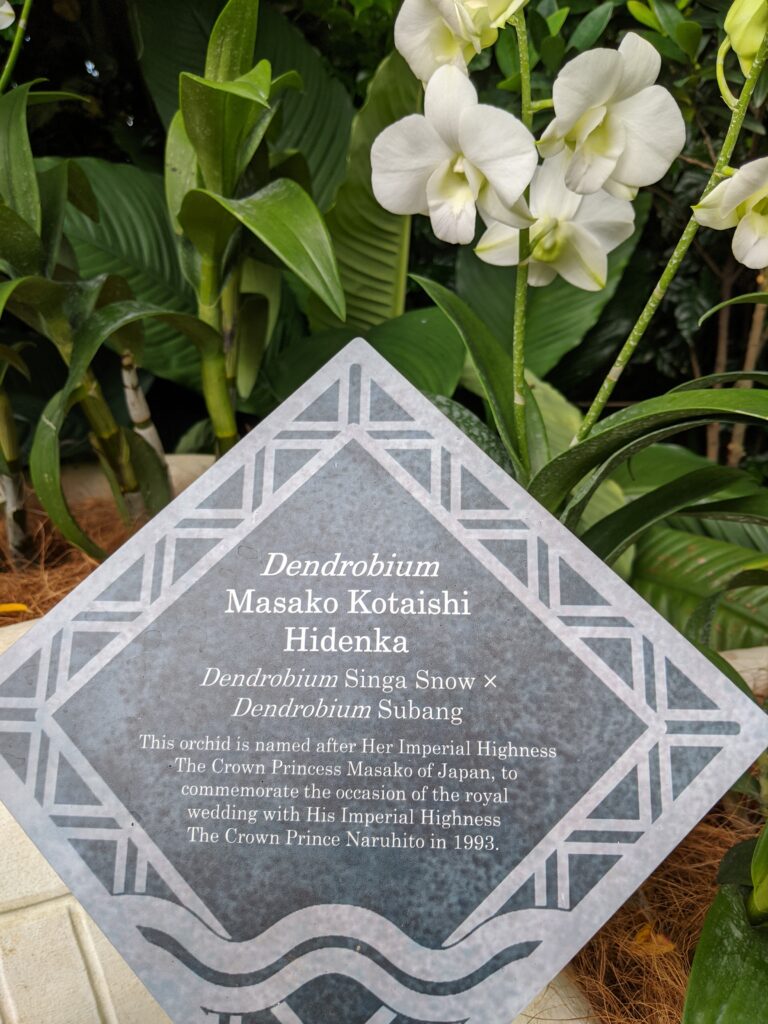 Dendrobium
Masako Kotaishi
Hidenka
Dendrobium Singa Snow ×
Dendrobium Subang
This orchid is named after Her Imperial Highness
The Crown Princess Masako of Japan, to
commemorate the occasion of the royal
wedding with His Imperial Highness
The Crown Prince Naruhito in 1993.